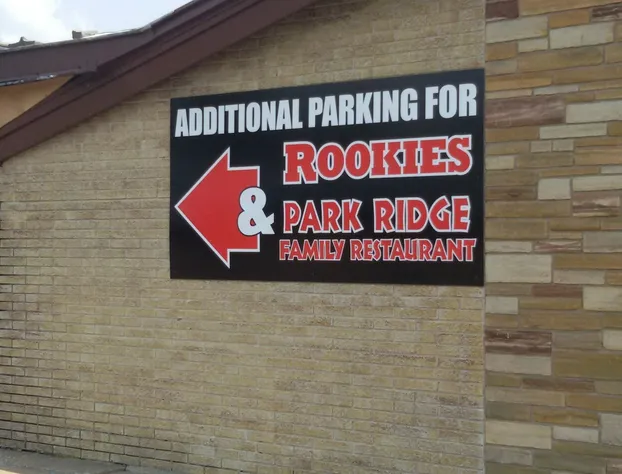 ADDITIONAL PARKING FOR
ROOKIES
&
PARK RIDGE
FAMILY RESTAURANT